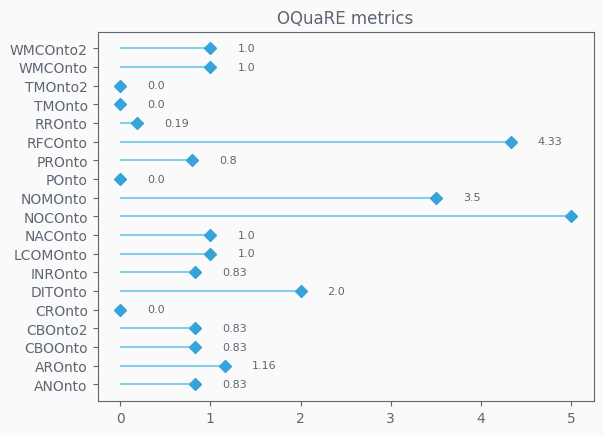 OQuaRE metrics
WMCOnto2 1.0
WMCOnto 1.0
TMOnto2 0.0
TMOnto 0.0
RROnto 0.19
RFCOnto 4.33
PROnto 0.8
POnto 0.0
NOMOnto 3.5
NOCOnto
NACOnto 1.0
LCOMOnto 1.0
INROnto 0.83
DITOnto 2.0
CROnto 0.0
CBOnto2 0.83
CBOOnto 0.83
AROnto 1.16
ANOnto 0.83
0 1 2 3 4 5